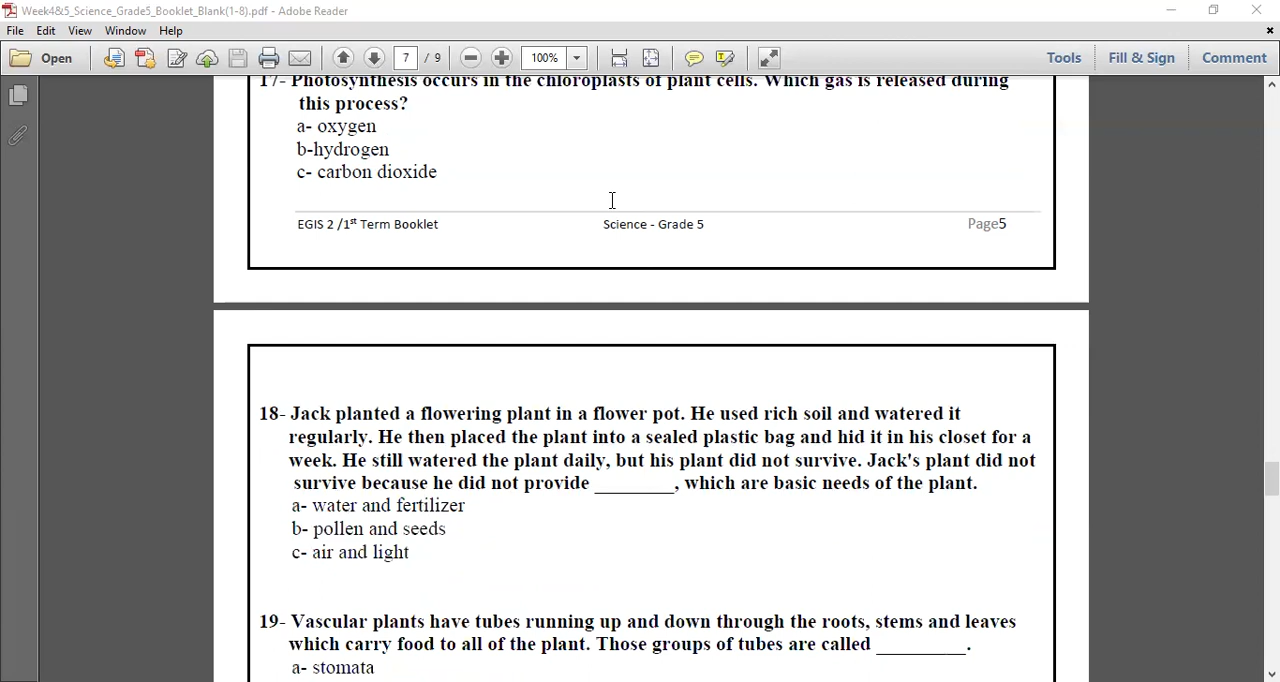 Week4&5_Science_Grade5_Booklet_Blank(1-8).pdf - Adobe Reader
File Edit View Window Help
Open 7 / 9 100% Tools Fill & Sign Comment
17- Photosynthesis occurs in the chloroplasts of plant cells. Which gas is released during
this process?
a- oxygen
b-hydrogen
c- carbon dioxide
EGIS 2 /1st Term Booklet Science - Grade 5 Page5
18- Jack planted a flowering plant in a flower pot. He used rich soil and watered it
regularly. He then placed the plant into a sealed plastic bag and hid it in his closet for a
week. He still watered the plant daily, but his plant did not survive. Jack's plant did not
survive because he did not provide ________, which are basic needs of the plant.
a- water and fertilizer
b- pollen and seeds
c- air and light
19- Vascular plants have tubes running up and down through the roots, stems and leaves
which carry food to all of the plant. Those groups of tubes are called _________.
a- stomata